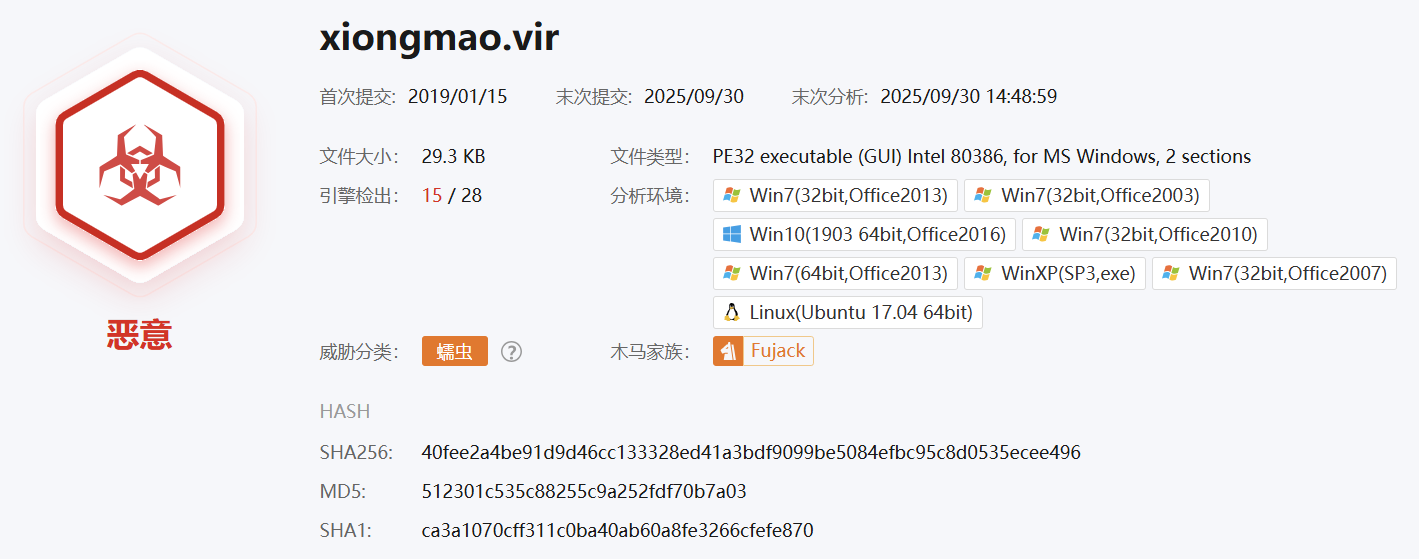 xiongmao.vir
首次提交: 2019/01/15 末次提交: 2025/09/30 末次分析: 2025/09/30 14:48:59
文件大小: 29.3 KB 文件类型: PE32 executable (GUI) Intel 80386, for MS Windows, 2 sections
引擎检出: 15 / 28 分析环境: Win7(32bit,Office2013) Win7(32bit,Office2003)
Win10(1903 64bit,Office2016) Win7(32bit,Office2010)
Win7(64bit,Office2013) WinXP(SP3,exe) Win7(32bit,Office2007)
Linux(Ubuntu 17.04 64bit)
恶意
威胁分类: 蠕虫 ? 木马家族: Fujack
HASH
SHA256: 40fee2a4be91d9d46cc133328ed41a3bdf9099be5084efbc95c8d0535ecee496
MD5: 512301c535c88255c9a252fdf70b7a03
SHA1: ca3a1070cff311c0ba40ab60a8fe3266cfefe870